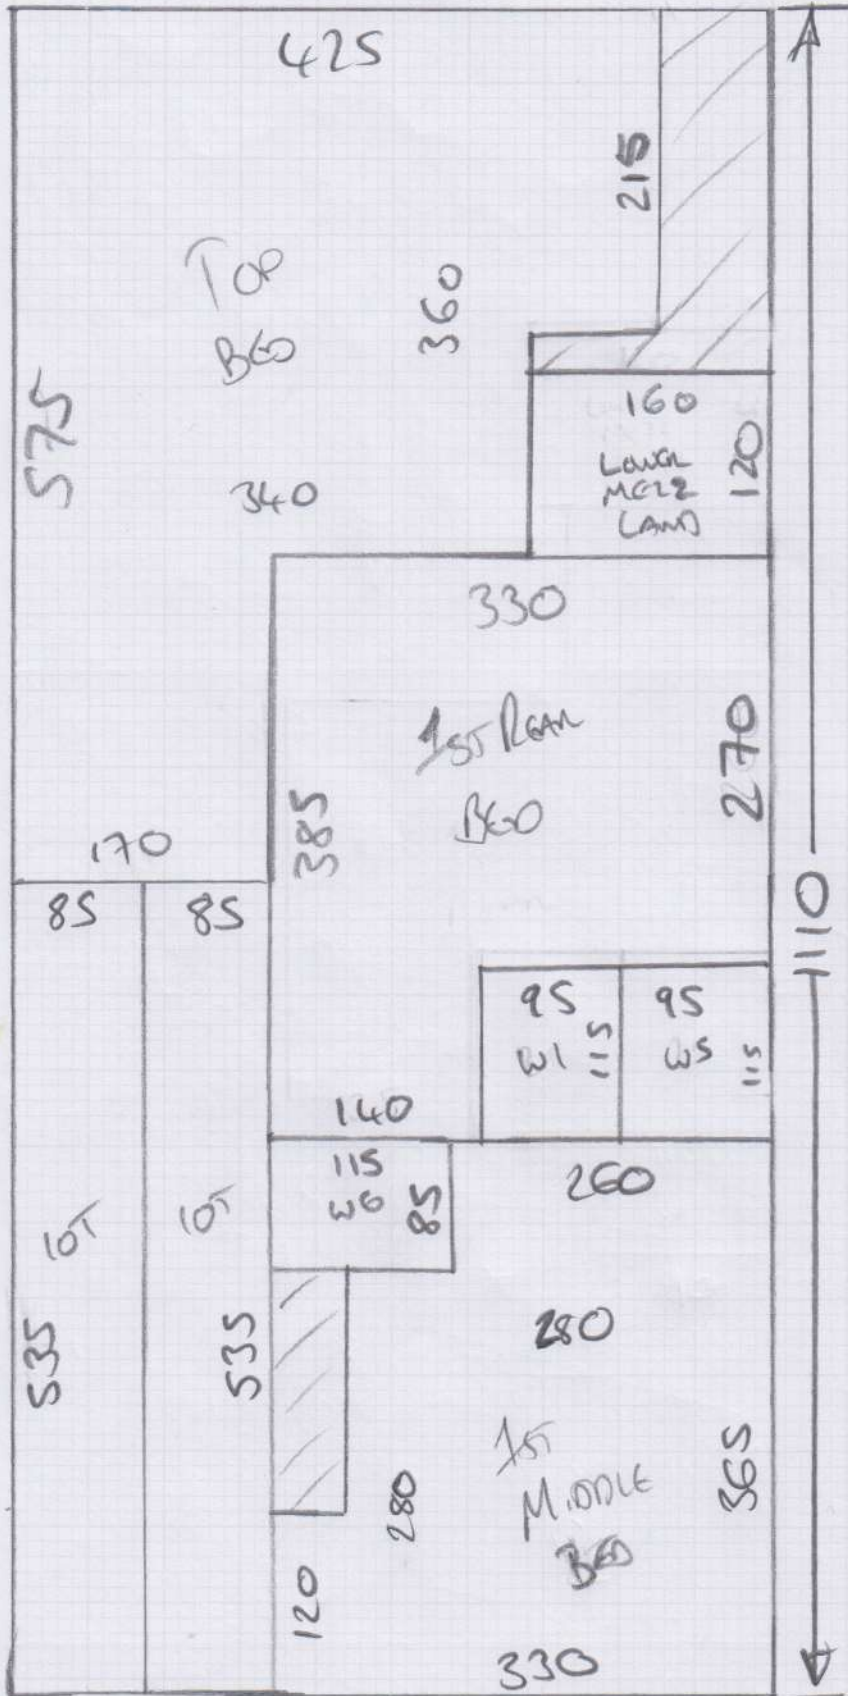 425
215
TOP
BED
360
575
160
LOWER
MEZZ
LAND
120
340
330
1ST REAR
BED
270
385
170
85
85
1110
95
W1
115
95
W5
115
140
115
W6
85
260
10T
10T
535
535
280
1ST
MIDDLE
BED
365
280
120
330